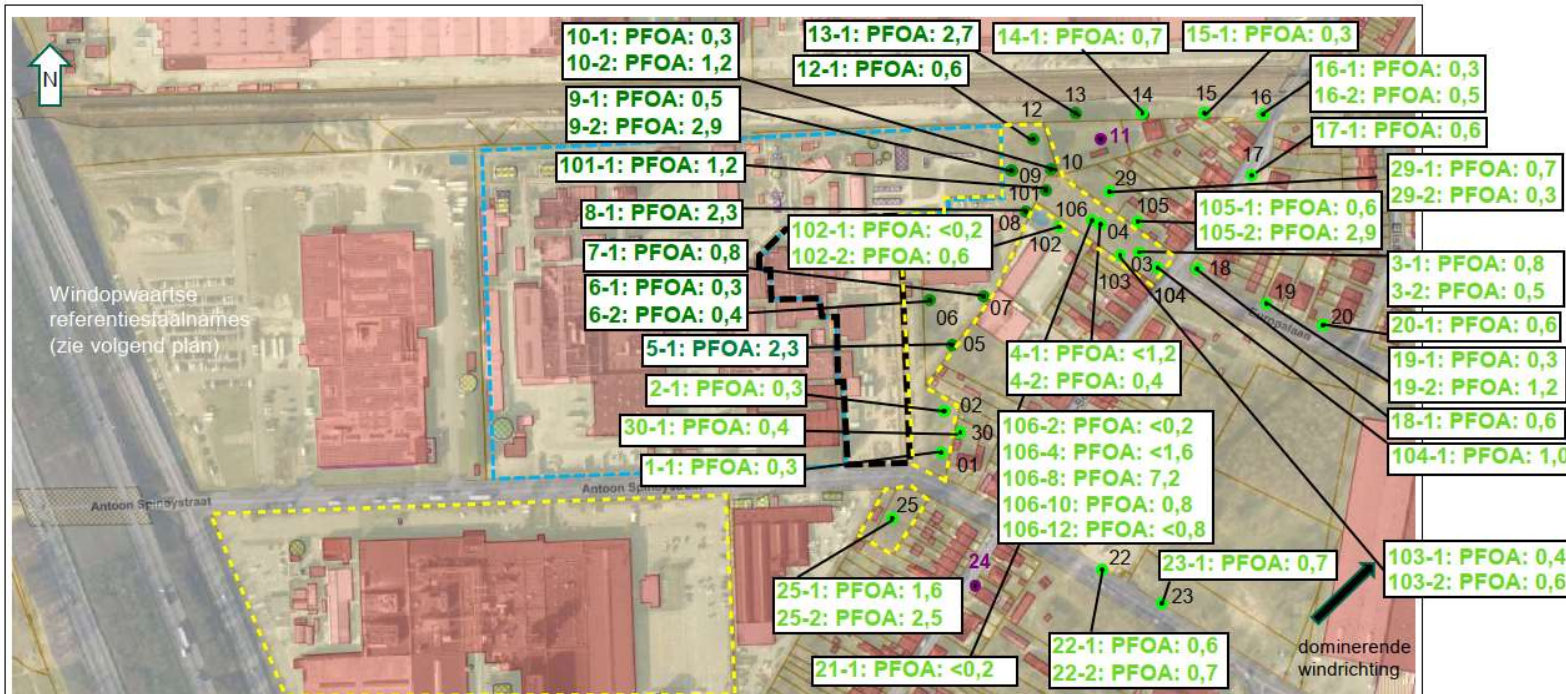 N
10-1: PFOA: 0,3
10-2: PFOA: 1,2
13-1: PFOA: 2,7
14-1: PFOA: 0,7
15-1: PFOA: 0,3
12-1: PFOA: 0,6
16-1: PFOA: 0,3
16-2: PFOA: 0,5
9-1: PFOA: 0,5
9-2: PFOA: 2,9
12
13
14
15
16
11
17-1: PFOA: 0,6
101-1: PFOA: 1,2
09
10
17
29-1: PFOA: 0,7
29-2: PFOA: 0,3
101
29
8-1: PFOA: 2,3
08
106
105
105-1: PFOA: 0,6
105-2: PFOA: 2,9
102-1: PFOA: <0,2
102-2: PFOA: 0,6
102
04
7-1: PFOA: 0,8
03
18
3-1: PFOA: 0,8
3-2: PFOA: 0,5
103
104
6-1: PFOA: 0,3
6-2: PFOA: 0,4
Windopwaartse
referentiestaalnames
(zie volgend plan)
06
07
19
20
Europalaan
20-1: PFOA: 0,6
5-1: PFOA: 2,3
05
4-1: PFOA: <1,2
4-2: PFOA: 0,4
19-1: PFOA: 0,3
19-2: PFOA: 1,2
2-1: PFOA: 0,3
02
18-1: PFOA: 0,6
30-1: PFOA: 0,4
30
106-2: PFOA: <0,2
106-4: PFOA: <1,6
106-8: PFOA: 7,2
106-10: PFOA: 0,8
106-12: PFOA: <0,8
104-1: PFOA: 1,0
1-1: PFOA: 0,3
01
Antoon Spinoystraat
Antoon Spinoystraat
25
24
22
23-1: PFOA: 0,7
103-1: PFOA: 0,4
103-2: PFOA: 0,6
25-1: PFOA: 1,6
25-2: PFOA: 2,5
23
21-1: PFOA: <0,2
22-1: PFOA: 0,6
22-2: PFOA: 0,7
dominerende
windrichting